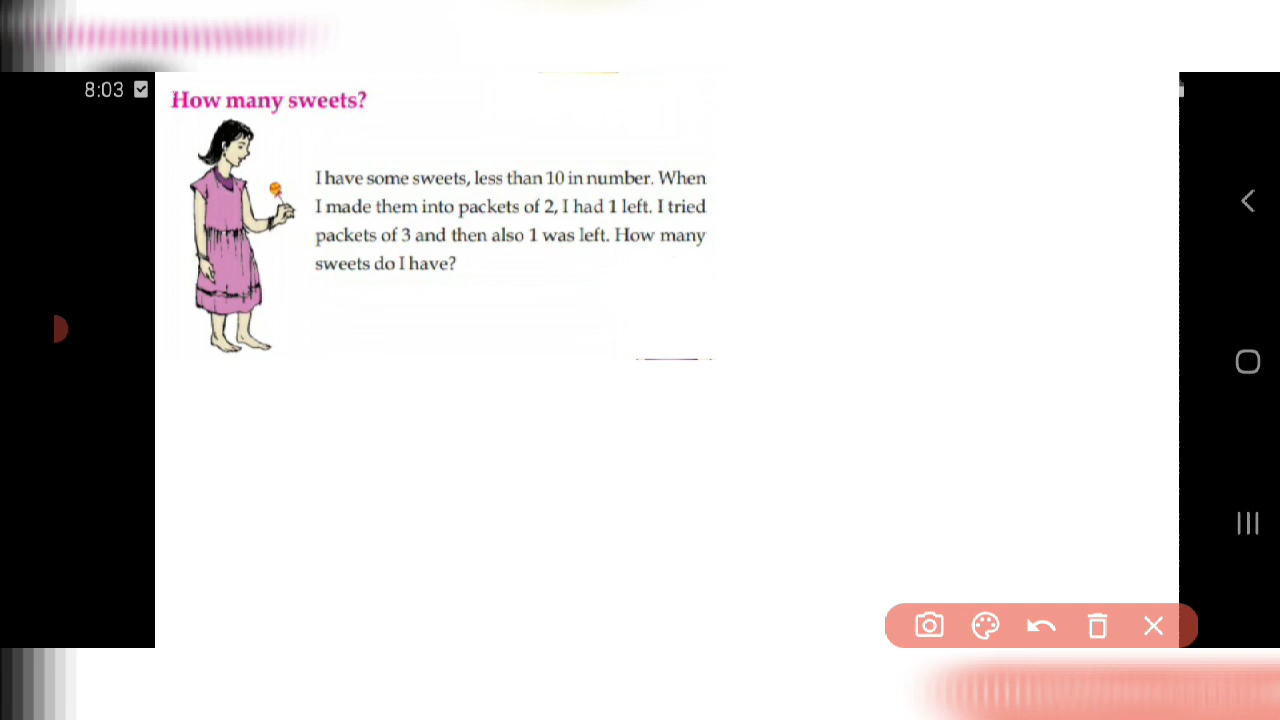 8:03
How many sweets?
I have some sweets, less than 10 in number. When
I made them into packets of 2, I had 1 left. I tried
packets of 3 and then also 1 was left. How many
sweets do I have?